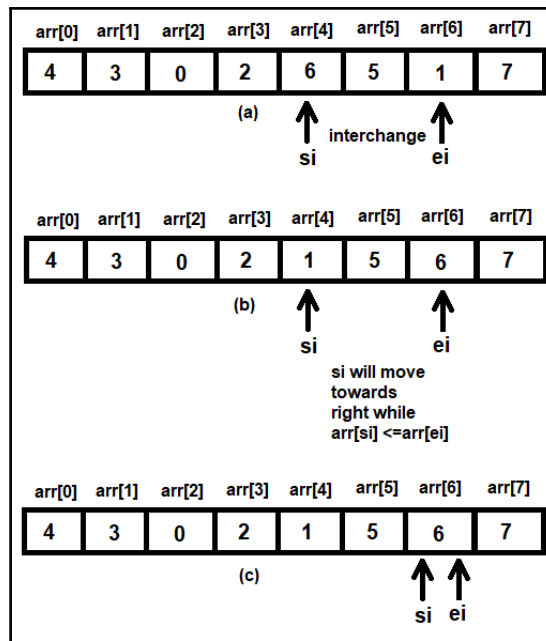 arr[0] arr[1] arr[2] arr[3] arr[4] arr[5] arr[6] arr[7]
4 3 0 2 6 5 1 7
(a)
interchange
si ei
arr[0] arr[1] arr[2] arr[3] arr[4] arr[5] arr[6] arr[7]
4 3 0 2 1 5 6 7
(b)
si ei
si will move
towards
right while
arr[si] <=arr[ei]
arr[0] arr[1] arr[2] arr[3] arr[4] arr[5] arr[6] arr[7]
4 3 0 2 1 5 6 7
(c)
si ei